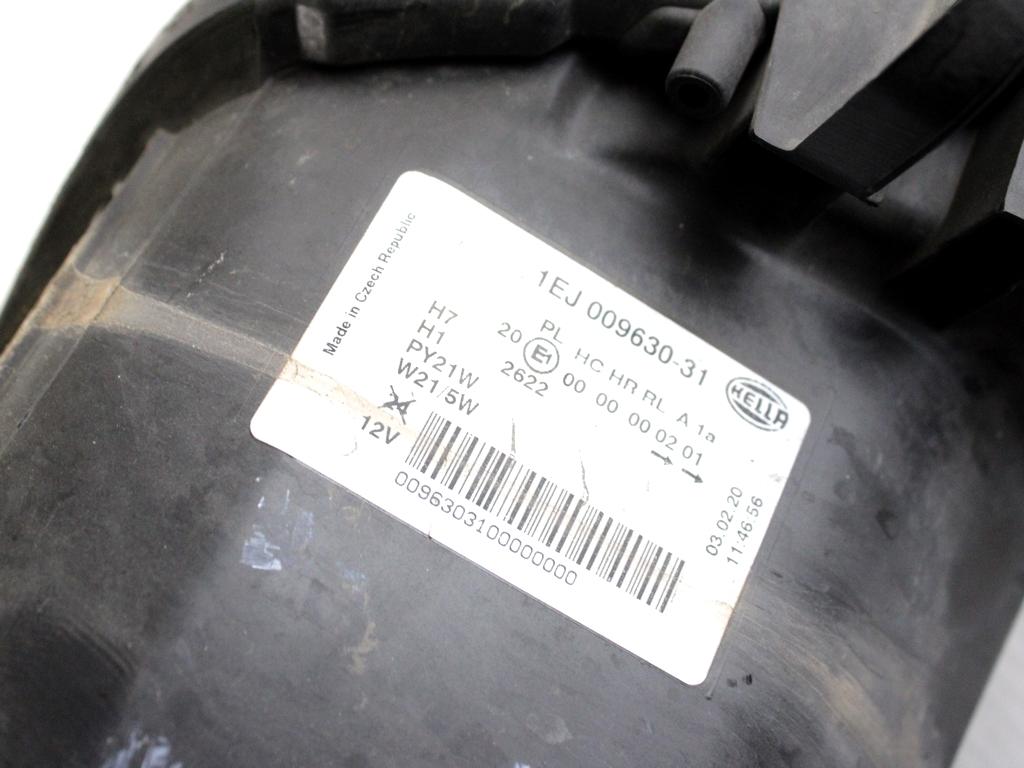 Made in Czech Republic
1EJ 009630-31
HELLA
H7
H1
PY21W
W21/5W
12V
PL HC HR RL A 1a
20 E1 00 00 00 02 01
2622
009630310000000
03.02.20
11:46:56